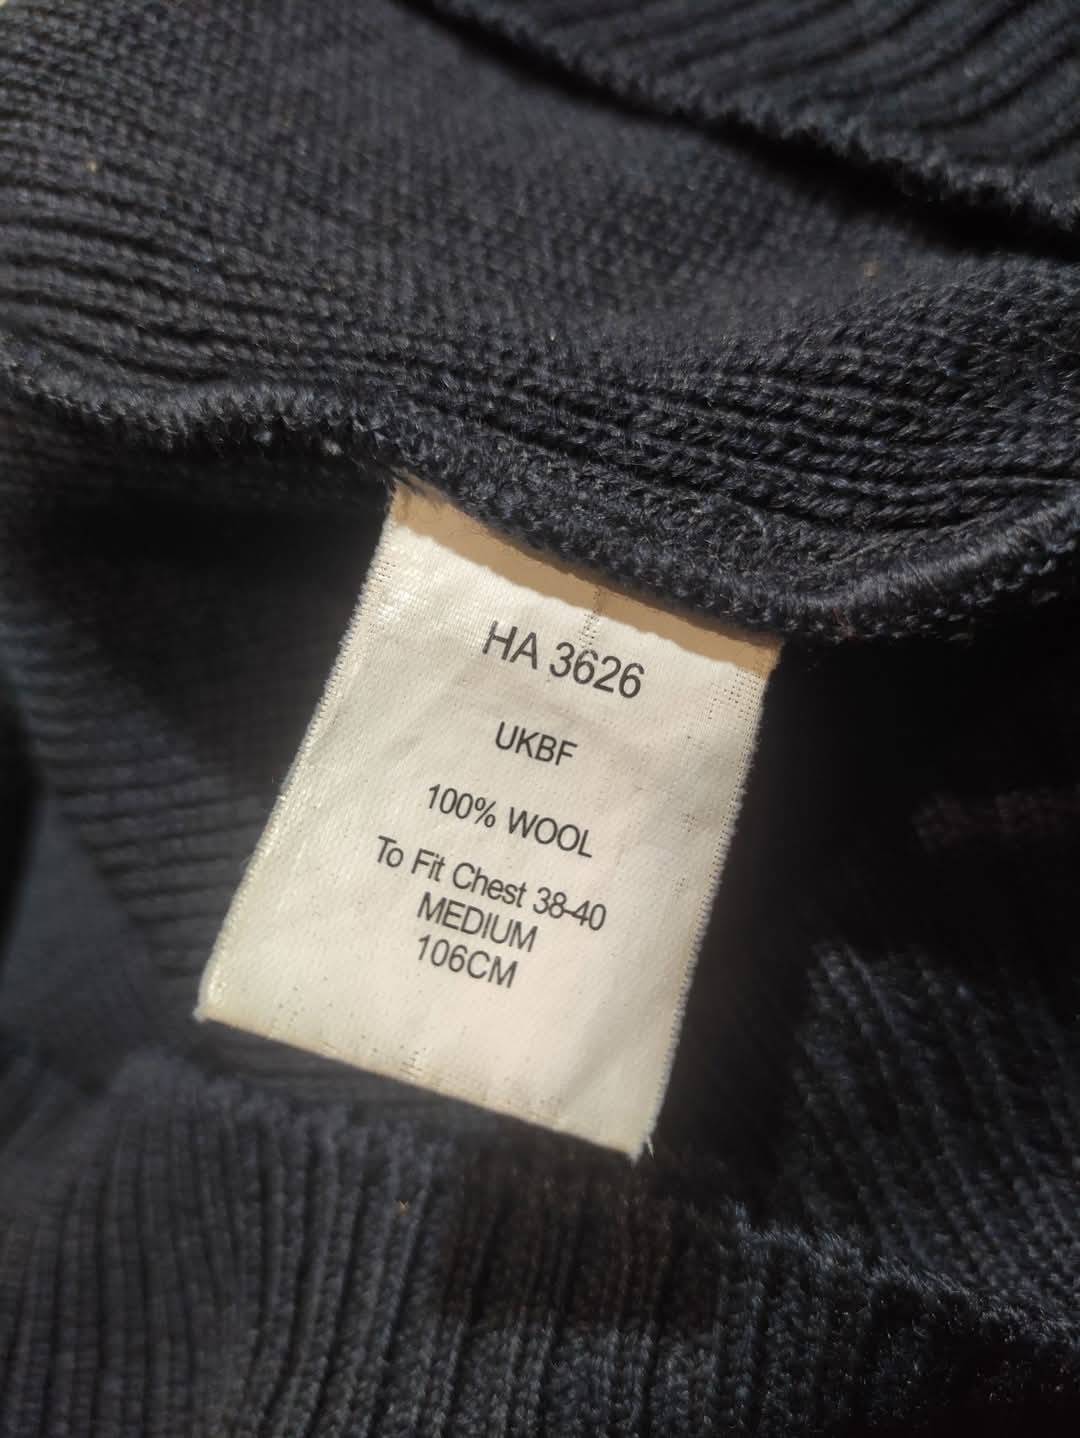 HA 3626
UKBF
100% WOOL
To Fit Chest 38-40
MEDIUM
106CM